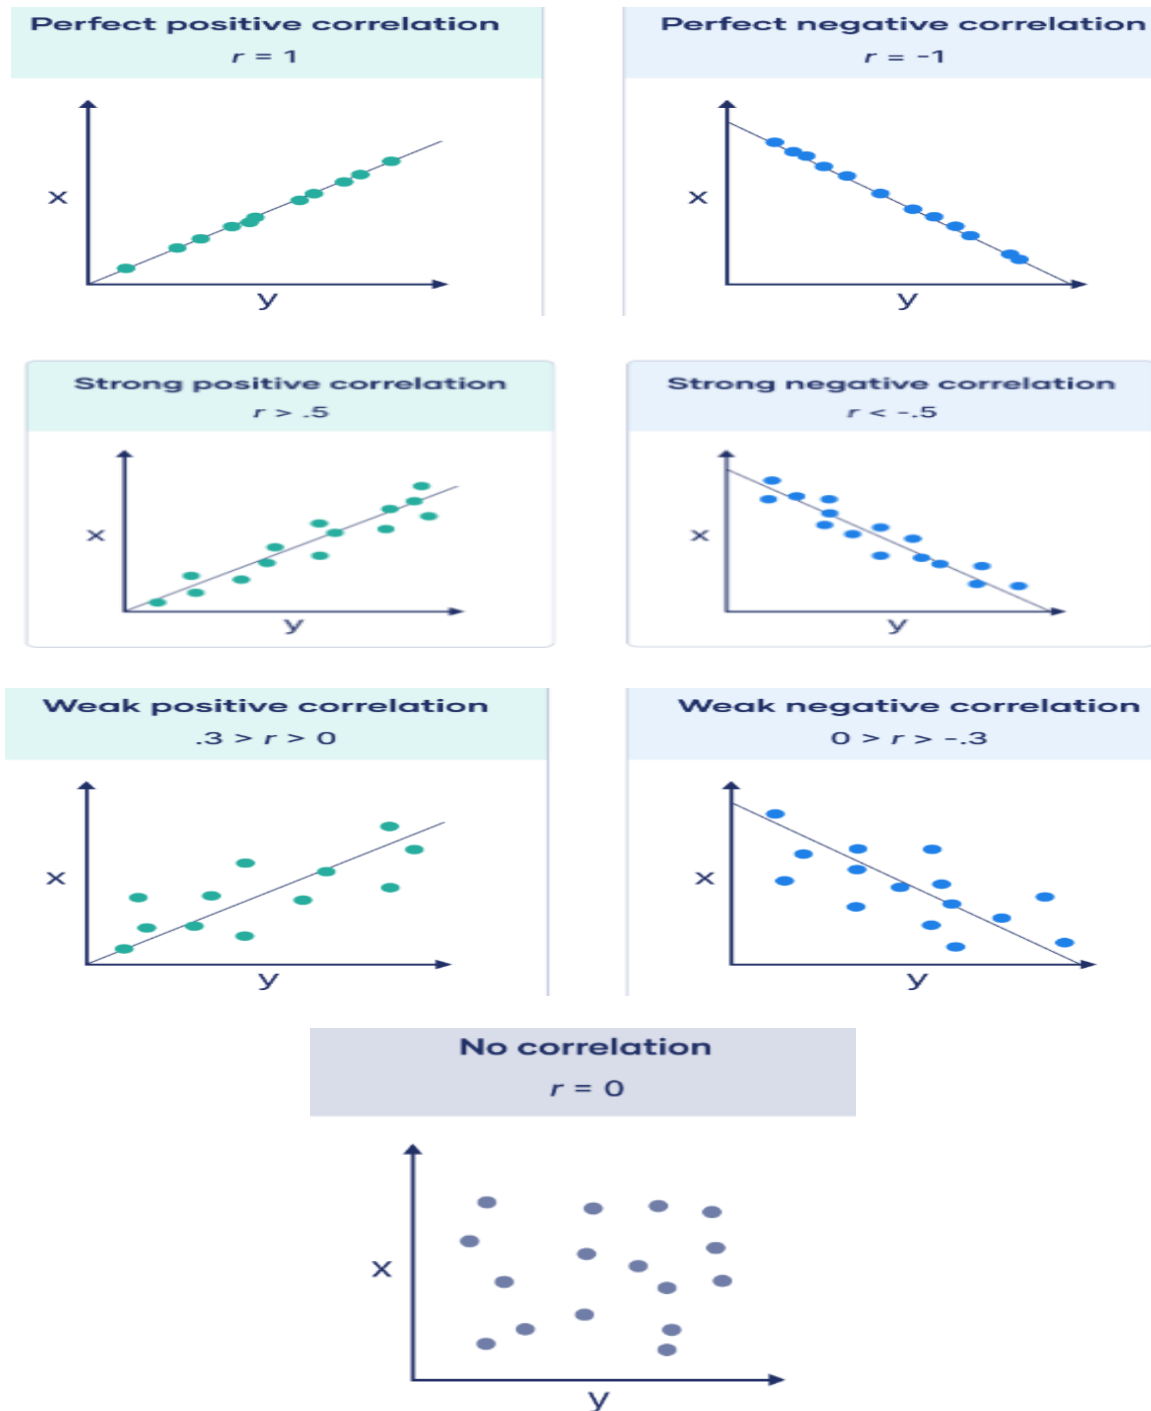 Perfect positive correlation
r = 1
x
y
Perfect negative correlation
r = -1
x
y
Strong positive correlation
r > .5
x
y
Strong negative correlation
r < -.5
x
y
Weak positive correlation
.3 > r > 0
x
y
Weak negative correlation
0 > r > -.3
x
y
No correlation
r = 0
x
y